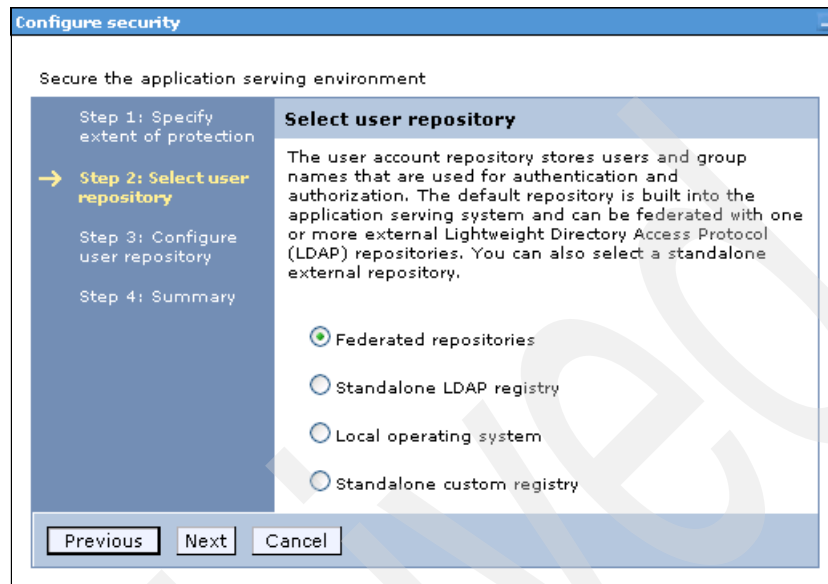 Configure security
Secure the application serving environment
Step 1: Specify
extent of protection
Step 2: Select user
repository
Step 3: Configure
user repository
Step 4: Summary
Select user repository
The user account repository stores users and group
names that are used for authentication and
authorization. The default repository is built into the
application serving system and can be federated with one
or more external Lightweight Directory Access Protocol
(LDAP) repositories. You can also select a standalone
external repository.
Federated repositories
Standalone LDAP registry
Local operating system
Standalone custom registry
Previous Next Cancel